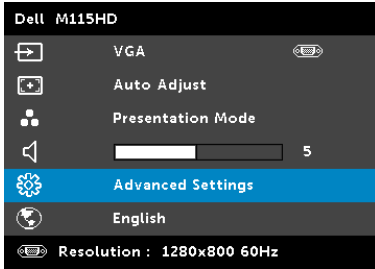 Dell M115HD
VGA
Auto Adjust
Presentation Mode
5
Advanced Settings
English
Resolution : 1280x800 60Hz